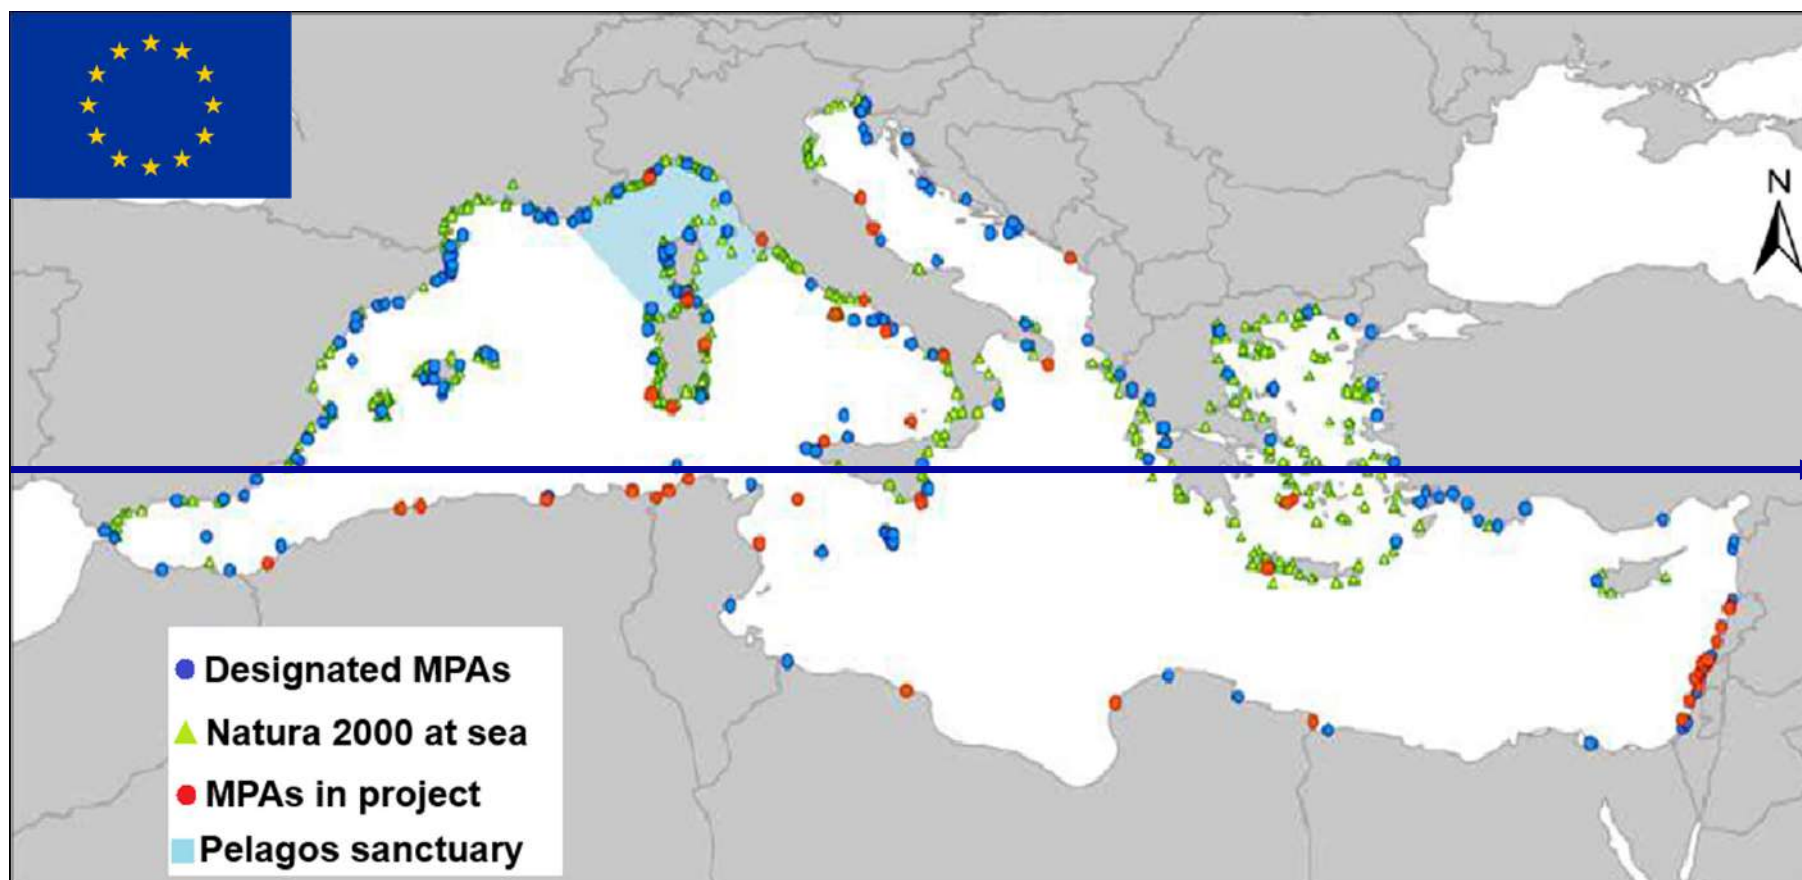 N
Designated MPAs
Natura 2000 at sea
MPAs in project
Pelagos sanctuary